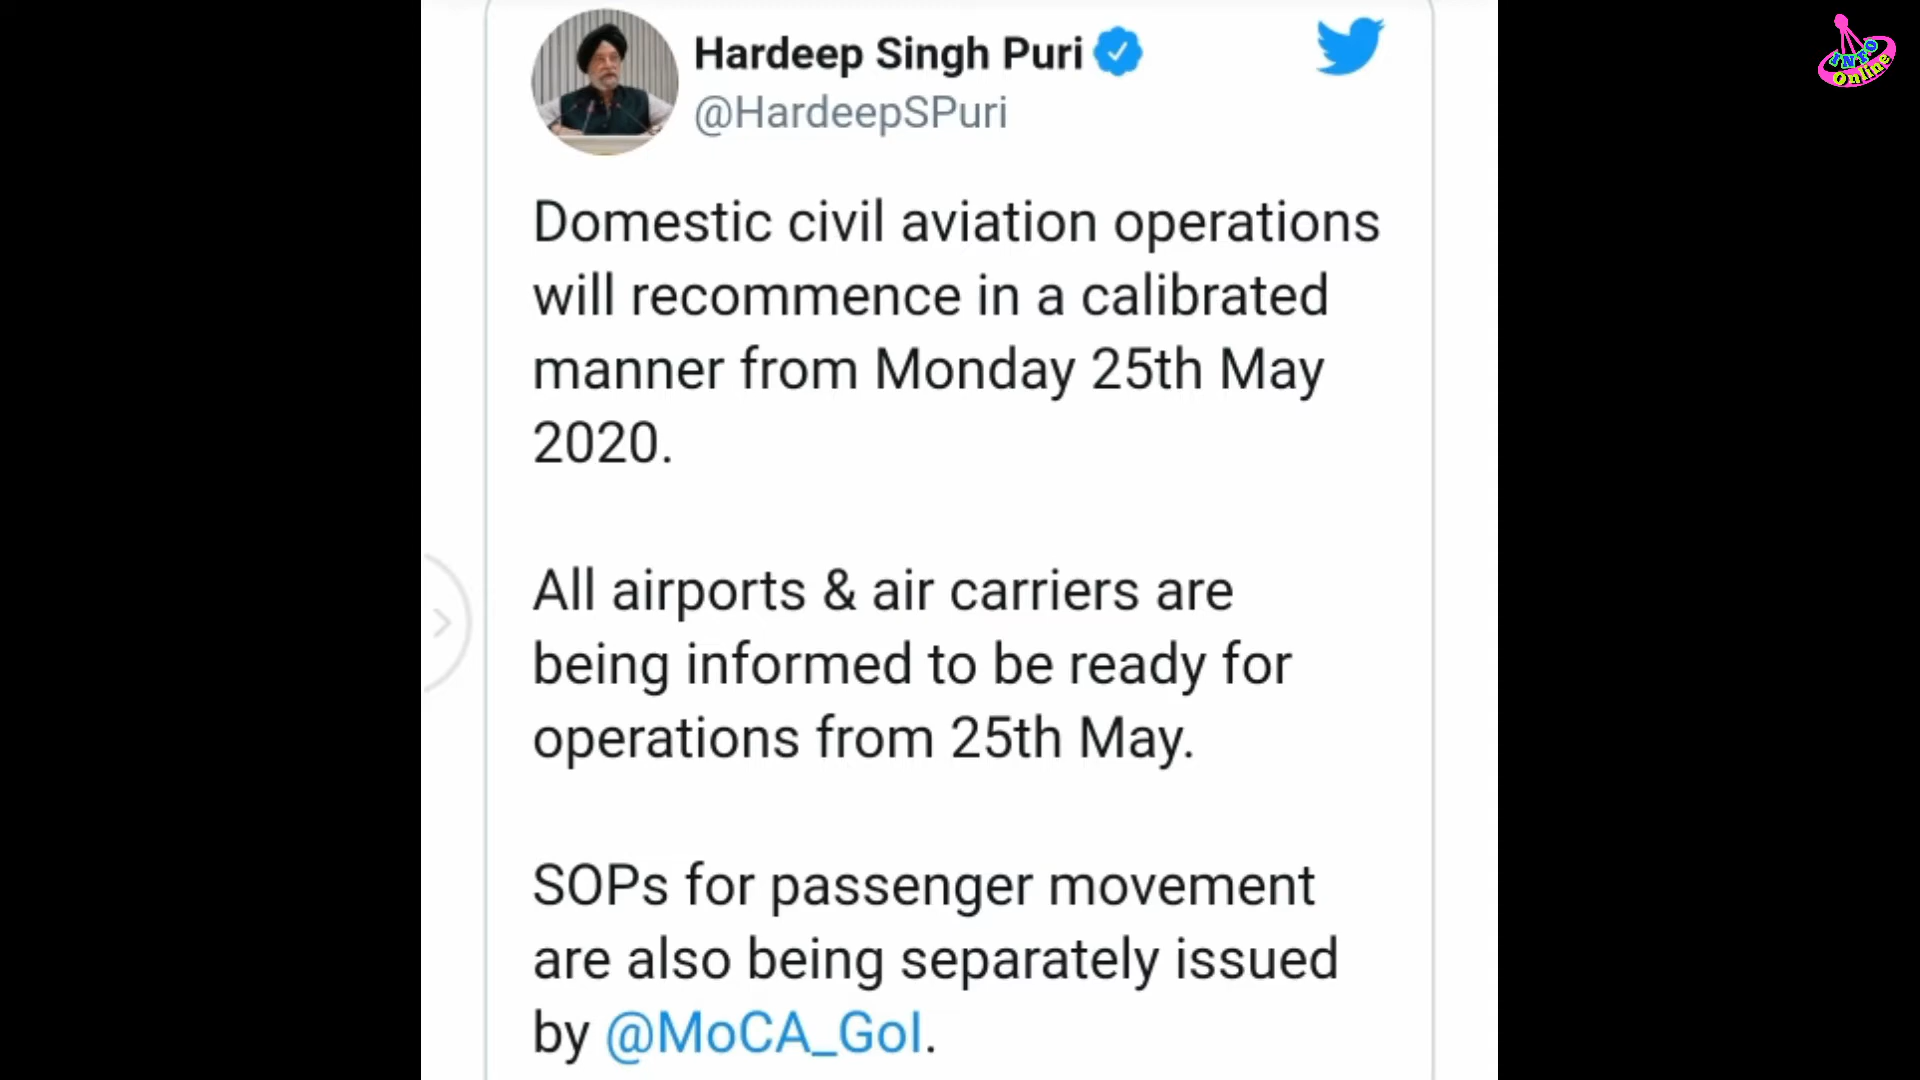 Hardeep Singh Puri
@HardeepSPuri
Domestic civil aviation operations
will recommence in a calibrated
manner from Monday 25th May
2020.
All airports & air carriers are
being informed to be ready for
operations from 25th May.
SOPs for passenger movement
are also being separately issued
by @MoCA_GoI.
INFO
Online